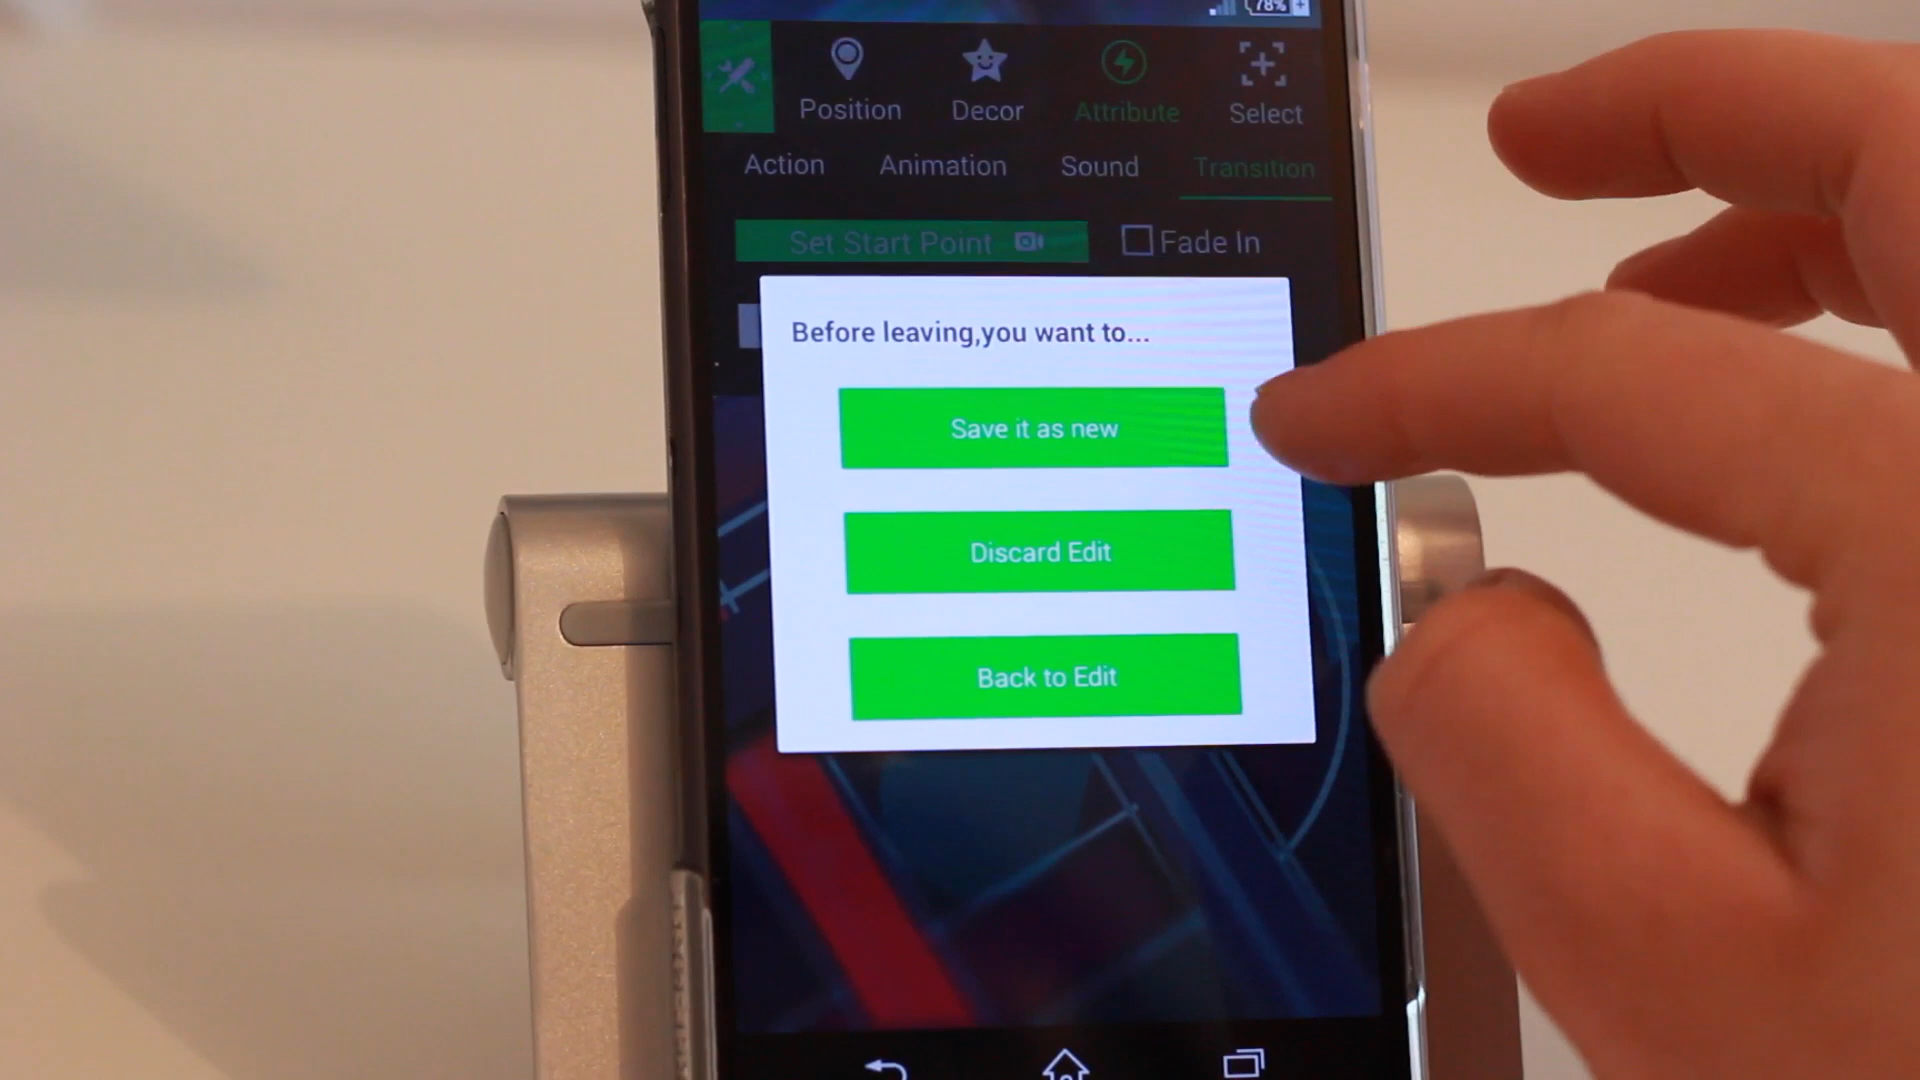 78%
Position Decor Attribute Select
Action Animation Sound Transition
Set Start Point Fade In
Before leaving,you want to...
Save it as new
Discard Edit
Back to Edit